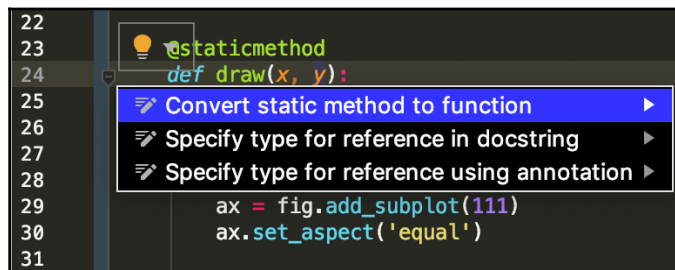 22
23 @staticmethod
24 def draw(x, y):
25 Convert static method to function
26 Specify type for reference in docstring
27
28 Specify type for reference using annotation
29 ax = fig.add_subplot(111)
30 ax.set_aspect('equal')
31